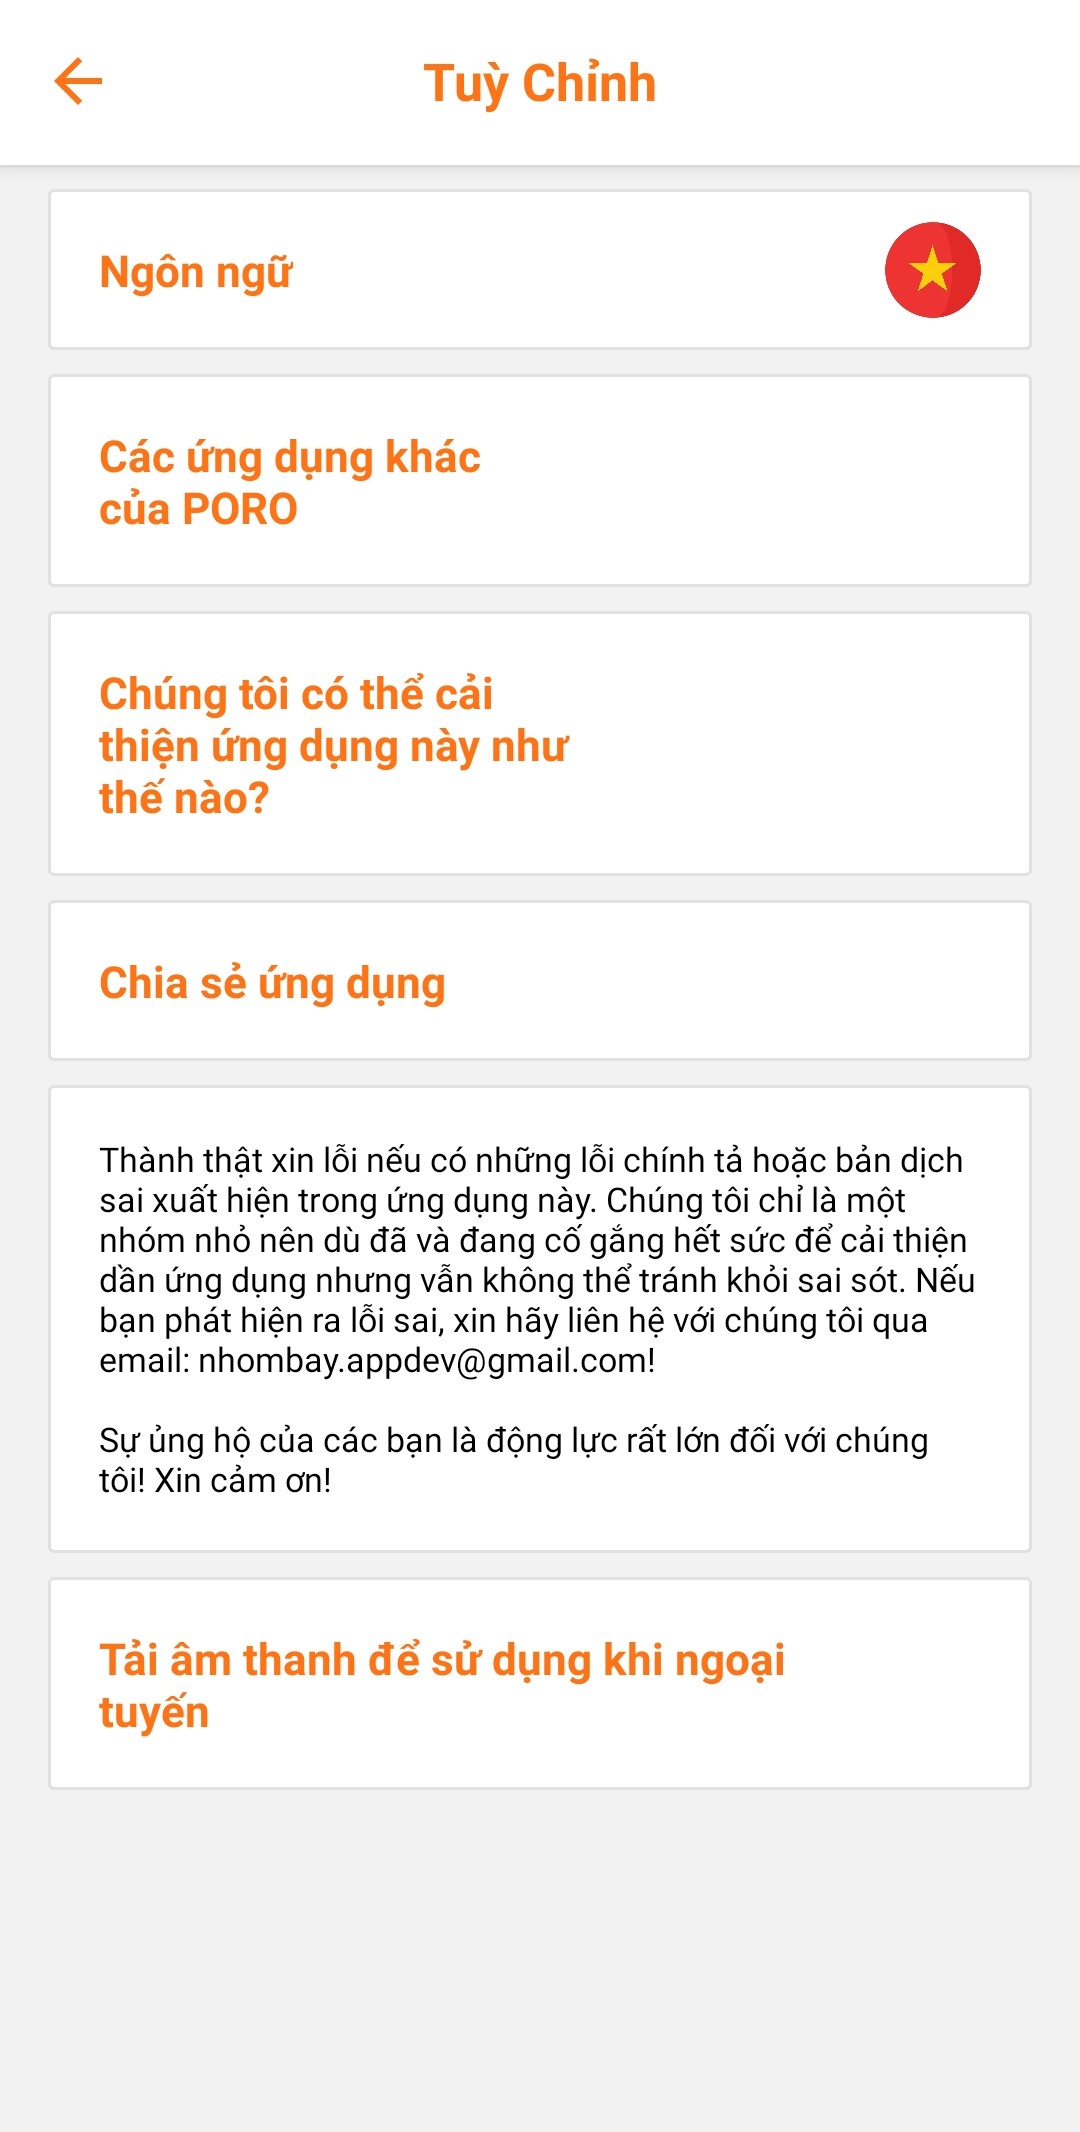 Tuỳ Chỉnh
Ngôn ngữ
Các ứng dụng khác
của PORO
Chúng tôi có thể cải
thiện ứng dụng này như
thế nào?
Chia sẻ ứng dụng
Thành thật xin lỗi nếu có những lỗi chính tả hoặc bản dịch
sai xuất hiện trong ứng dụng này. Chúng tôi chỉ là một
nhóm nhỏ nên dù đã và đang cố gắng hết sức để cải thiện
dần ứng dụng nhưng vẫn không thể tránh khỏi sai sót. Nếu
bạn phát hiện ra lỗi sai, xin hãy liên hệ với chúng tôi qua
email: nhombay.appdev@gmail.com!
Sự ủng hộ của các bạn là động lực rất lớn đối với chúng
tôi! Xin cảm ơn!
Tải âm thanh để sử dụng khi ngoại
tuyến